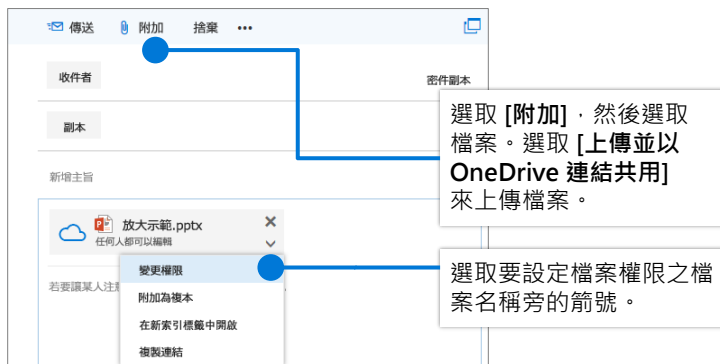 傳送 附加 捨棄 •••
收件者 密件副本
副本
選取 [附加]，然後選取
檔案。選取 [上傳並以
OneDrive 連結共用]
來上傳檔案。
新增主旨
放大示範.pptx
任何人都可以編輯
變更權限
選取要設定檔案權限之檔
案名稱旁的箭號。
若要讓某人注意
附加為複本
在新索引標籤中開啟
複製連結